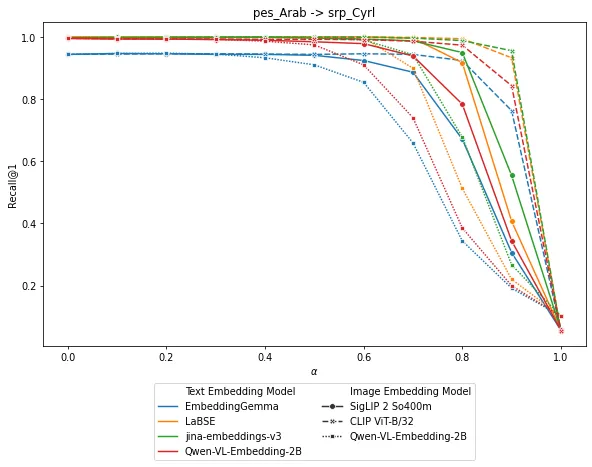 pes_Arab -> srp_Cyrl
Recall@1
1.0
0.8
0.6
0.4
0.2
0.0 0.2 0.4 0.6 0.8 1.0
α
Text Embedding Model
EmbeddingGemma
LaBSE
jina-embeddings-v3
Qwen-VL-Embedding-2B
Image Embedding Model
SigLIP 2 So400m
CLIP ViT-B/32
Qwen-VL-Embedding-2B